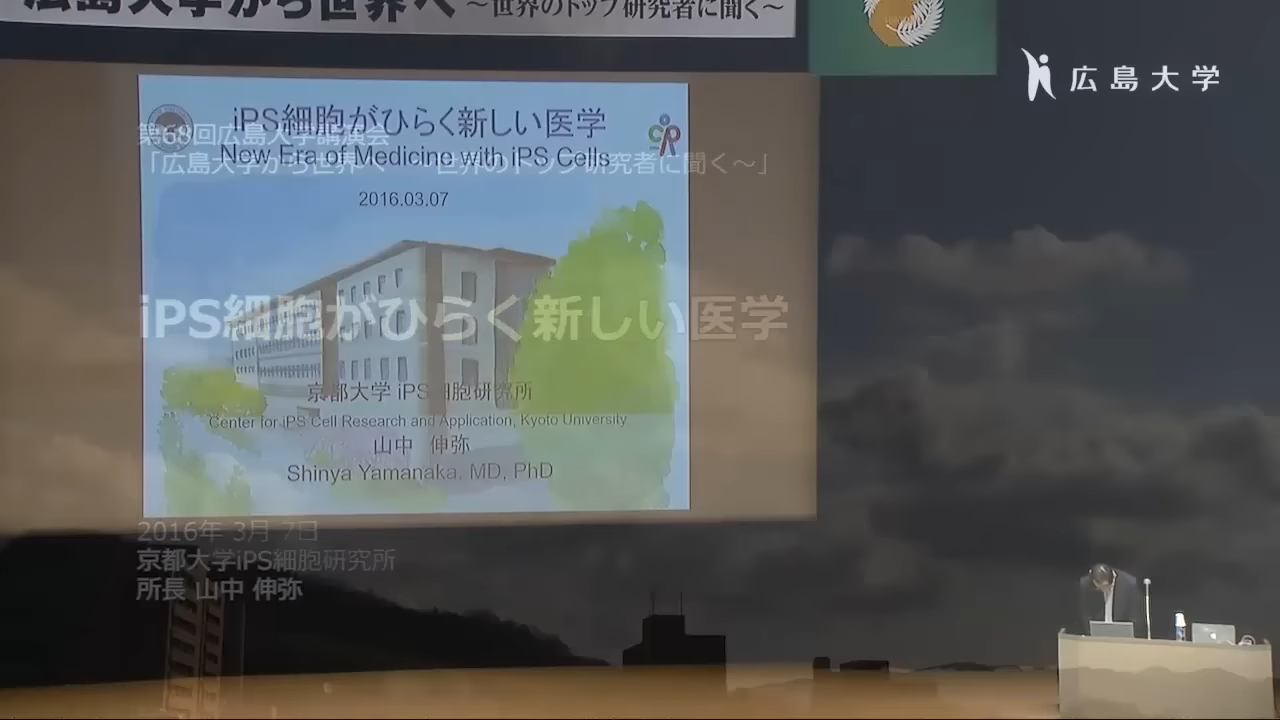 広島大学から世界へ ～世界のトップ研究者に聞く～
広島大学
iPS細胞がひらく新しい医学
New Era of Medicine with iPS Cells
2016.03.07
京都大学 iPS細胞研究所
Center for iPS Cell Research and Application, Kyoto University
山中 伸弥
Shinya Yamanaka, MD, PhD
第68回広島大学講演会
「広島大学から世界へ ～世界のトップ研究者に聞く～」
iPS細胞がひらく新しい医学
2016年 3月 7日
京都大学iPS細胞研究所
所長 山中 伸弥